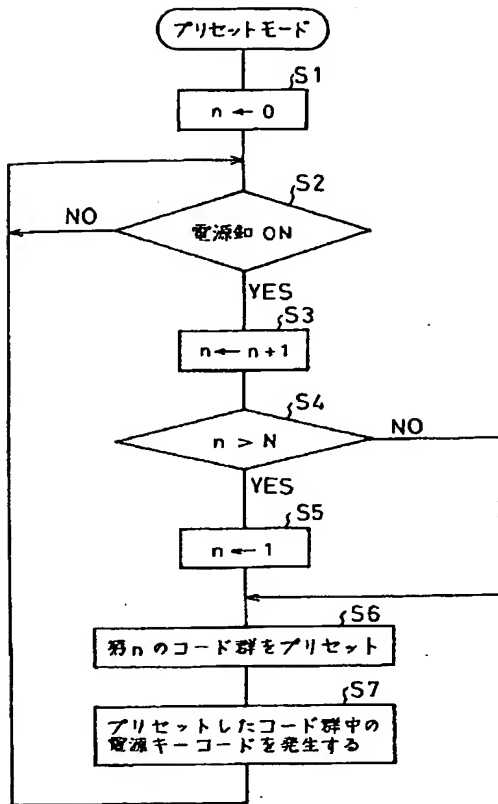 プリセットモード
S1
n ← 0
S2
NO
電源釦 ON
YES
S3
n ← n+1
S4
n > N
NO
YES
S5
n ← 1
S6
第nのコード群をプリセット
S7
プリセットしたコード群中の
電源キーコードを発生する